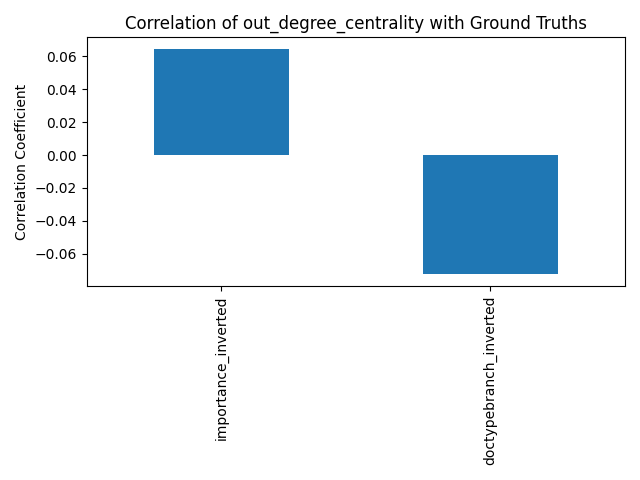 Correlation of out_degree_centrality with Ground Truths
Correlation Coefficient
0.06
0.04
0.02
0.00
−0.02
−0.04
−0.06
importance_inverted
doctypebranch_inverted